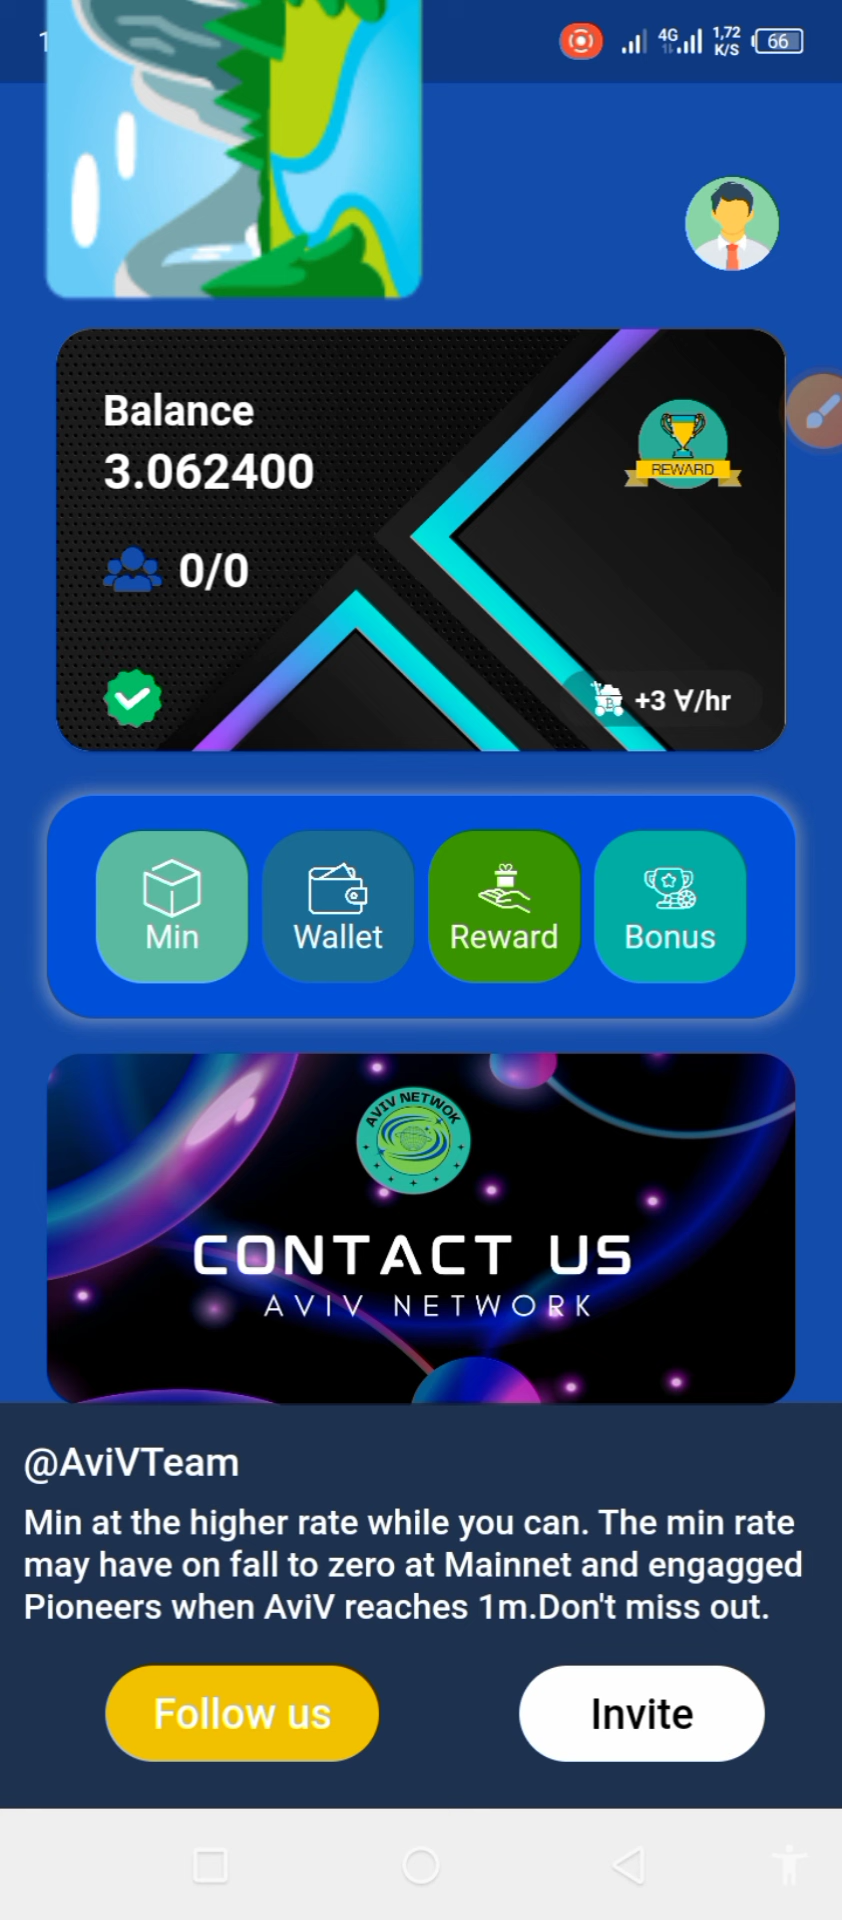 1
4G
1,72
K/S
66
Balance
3.062400
REWARD
0/0
+3 ∀/hr
Min
Wallet
Reward
Bonus
AVIV NETWOK
CONTACT US
AVIV NETWORK
@AviVTeam
Min at the higher rate while you can. The min rate
may have on fall to zero at Mainnet and engagged
Pioneers when AviV reaches 1m.Don't miss out.
Follow us
Invite